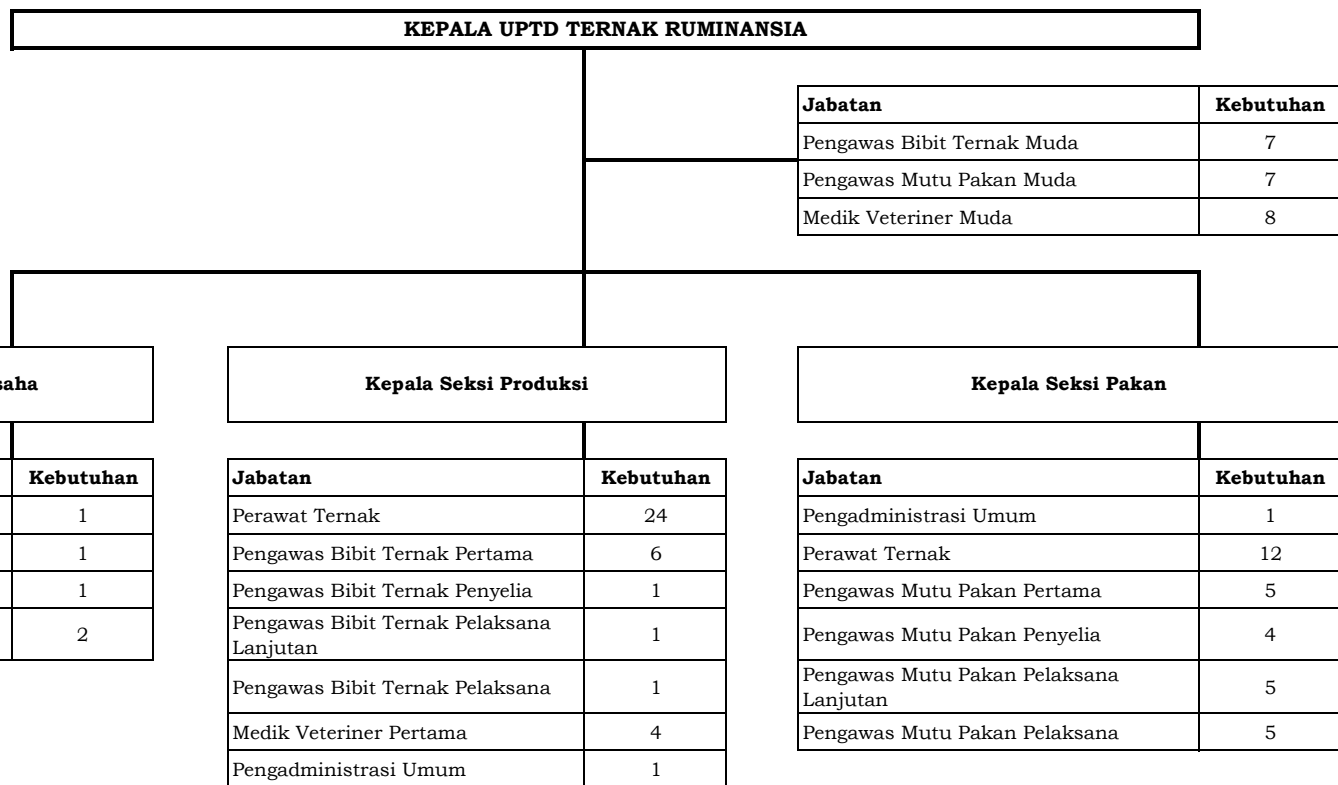 KEPALA UPTD TERNAK RUMINANSIA
Jabatan Kebutuhan
Pengawas Bibit Ternak Muda 7
Pengawas Mutu Pakan Muda 7
Medik Veteriner Muda 8
saha
Kebutuhan
1
1
1
2
Kepala Seksi Produksi
Jabatan Kebutuhan
Perawat Ternak 24
Pengawas Bibit Ternak Pertama 6
Pengawas Bibit Ternak Penyelia 1
Pengawas Bibit Ternak Pelaksana
Lanjutan 1
Pengawas Bibit Ternak Pelaksana 1
Medik Veteriner Pertama 4
Pengadministrasi Umum 1
Kepala Seksi Pakan
Jabatan Kebutuhan
Pengadministrasi Umum 1
Perawat Ternak 12
Pengawas Mutu Pakan Pertama 5
Pengawas Mutu Pakan Penyelia 4
Pengawas Mutu Pakan Pelaksana
Lanjutan 5
Pengawas Mutu Pakan Pelaksana 5